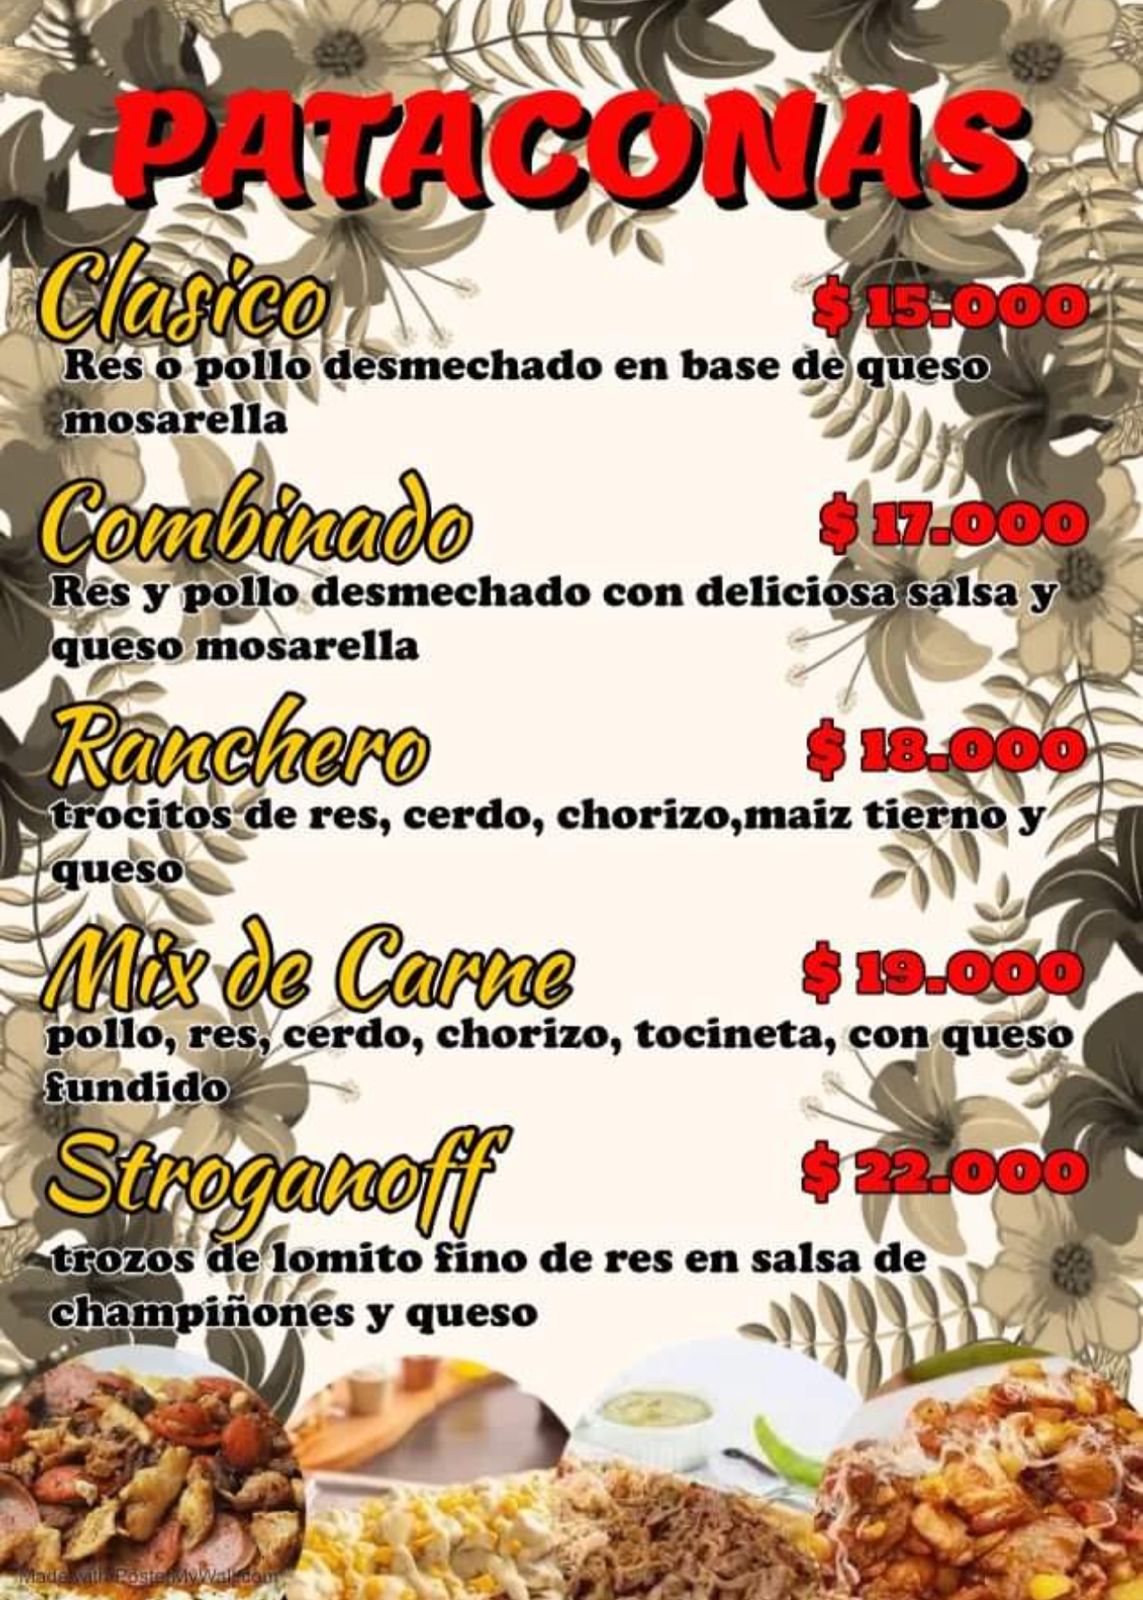 PATACONAS
Clasico $ 15.000
Res o pollo desmechado en base de queso
mosarella
Combinado $ 17.000
Res y pollo desmechado con deliciosa salsa y
queso mosarella
Ranchero $ 18.000
trocitos de res, cerdo, chorizo,maiz tierno y
queso
Mix de Carne $ 19.000
pollo, res, cerdo, chorizo, tocineta, con queso
fundido
Stroganoff $ 22.000
trozos de lomito fino de res en salsa de
champiñones y queso
Made with PosterMyWall.com